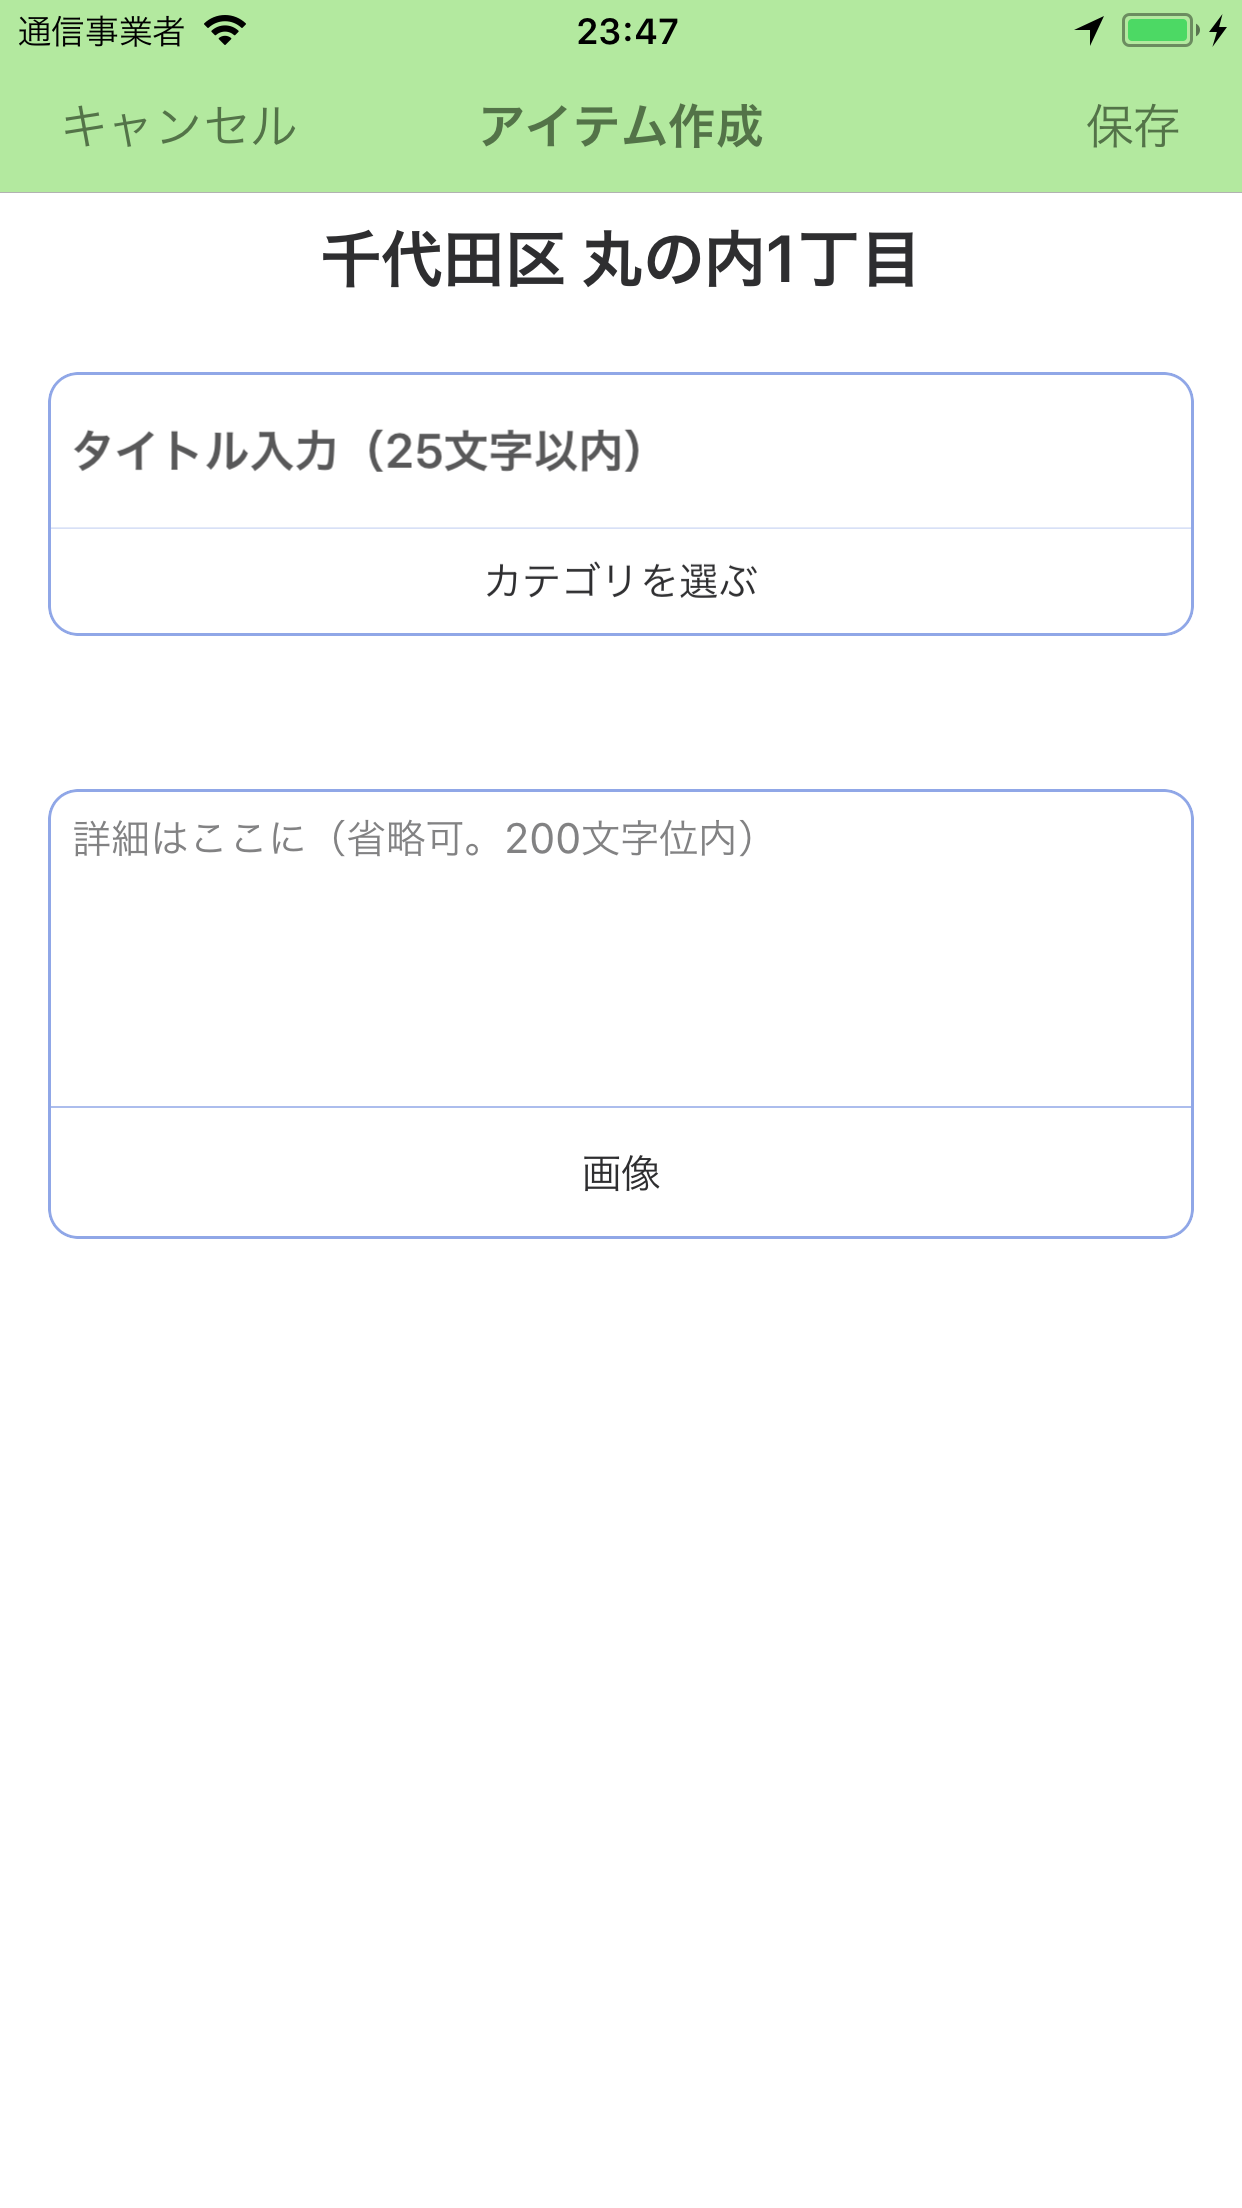 通信事業者 23:47
キャンセル アイテム作成 保存
千代田区 丸の内1丁目
タイトル入力（25文字以内）
カテゴリを選ぶ
詳細はここに（省略可。200文字位内）
画像